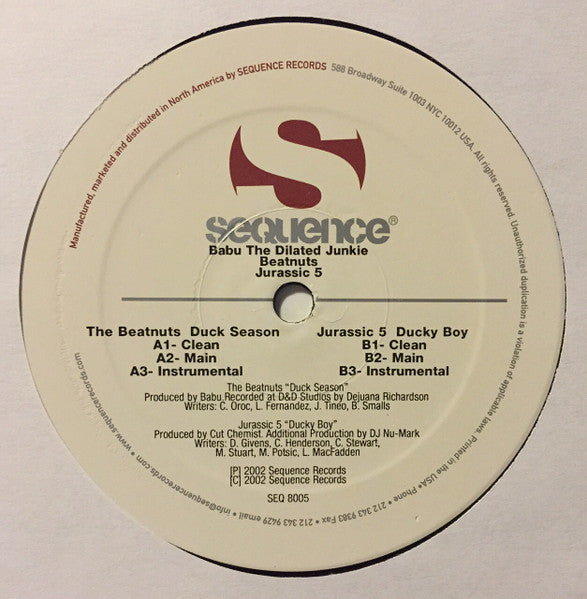 Manufactured, marketed and distributed in North America by SEQUENCE RECORDS 588 Broadway Suite 1003 NYC 10012 USA. All rights reserved. Unauthorized duplication is a violation of applicable laws. Printed in the USA • Phone • 212 343 9383 Fax • 212 343 9429 email • info@sequencerecords.com • www.sequencerecords.com
S
sequence®
Babu The Dilated Junkie
Beatnuts
Jurassic 5
The Beatnuts Duck Season
A1- Clean
A2- Main
A3- Instrumental
Jurassic 5 Ducky Boy
B1- Clean
B2- Main
B3- Instrumental
The Beatnuts "Duck Season"
Produced by Babu.Recorded at D&D Studios by Dejuana Richardson
Writers: C. Oroc, L. Fernandez, J. Tineo, B. Smalls
Jurassic 5 "Ducky Boy"
Produced by Cut Chemist. Additional Production by DJ Nu-Mark
Writers: D. Givens, C. Henderson, C. Stewart,
M. Stuart, M. Potsic, L. MacFadden
[P] 2002 Sequence Records
[C] 2002 Sequence Records
SEQ 8005